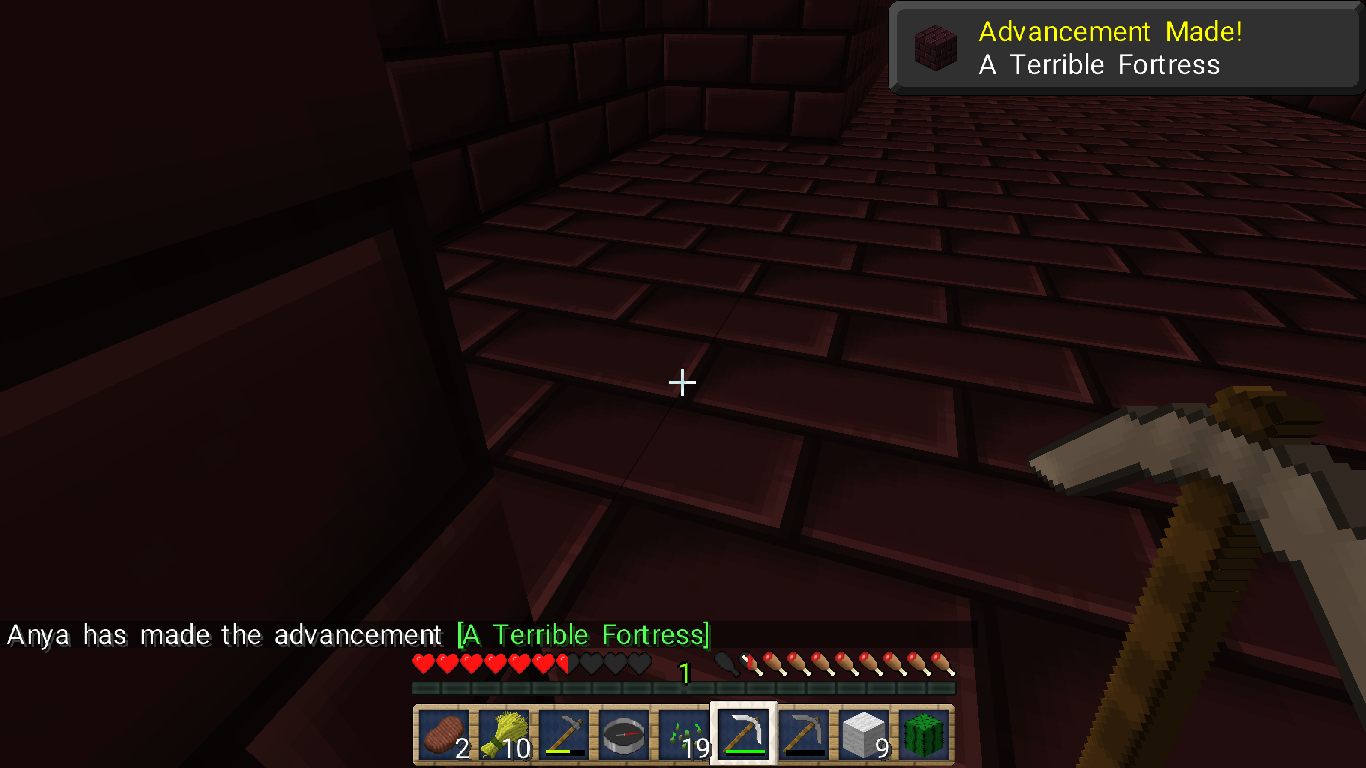 Advancement Made!
A Terrible Fortress
Anya has made the advancement [A Terrible Fortress]
1
2 10 19 9